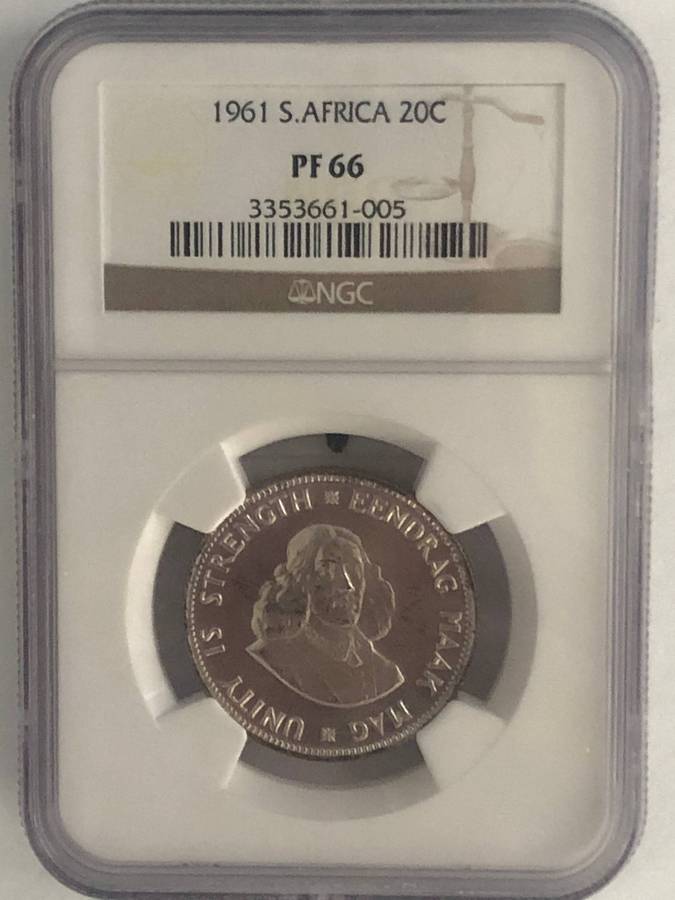 1961 S.AFRICA 20C
PF 66
3353661-005
NGC
UNITY IS STRENGTH
EENDRAG MAAK MAG